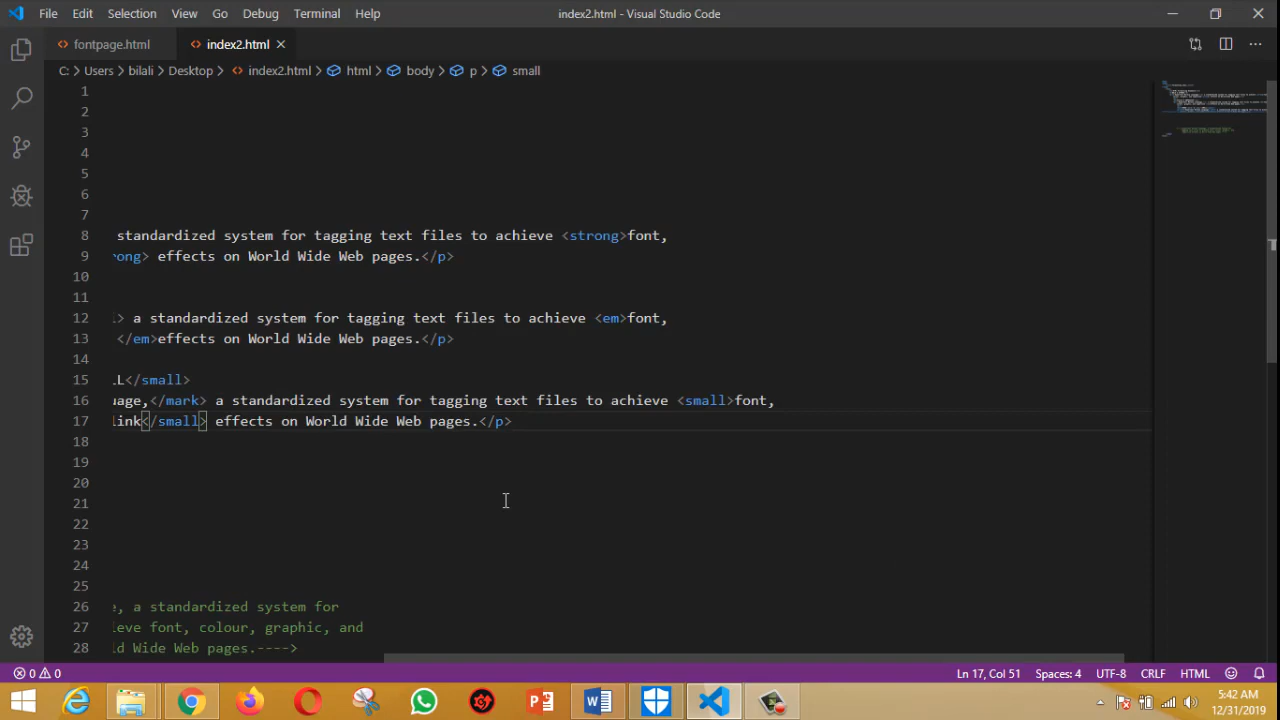 File Edit Selection View Go Debug Terminal Help
index2.html - Visual Studio Code
fontpage.html index2.html
C: > Users > bilali > Desktop > index2.html > html > body > p > small
1
2
3
4
5
6
7
8 standardized system for tagging text files to achieve <strong>font,
9 ong> effects on World Wide Web pages.</p>
10
11
12 > a standardized system for tagging text files to achieve <em>font,
13 </em>effects on World Wide Web pages.</p>
14
15 L</small>
16 age,</mark> a standardized system for tagging text files to achieve <small>font,
17 link</small> effects on World Wide Web pages.</p>
18
19
20
21
22
23
24
25
26 e, a standardized system for
27 ieve font, colour, graphic, and
28 ld Wide Web pages.---->
0 0 Ln 17, Col 51 Spaces: 4 UTF-8 CRLF HTML
5:42 AM
12/31/2019